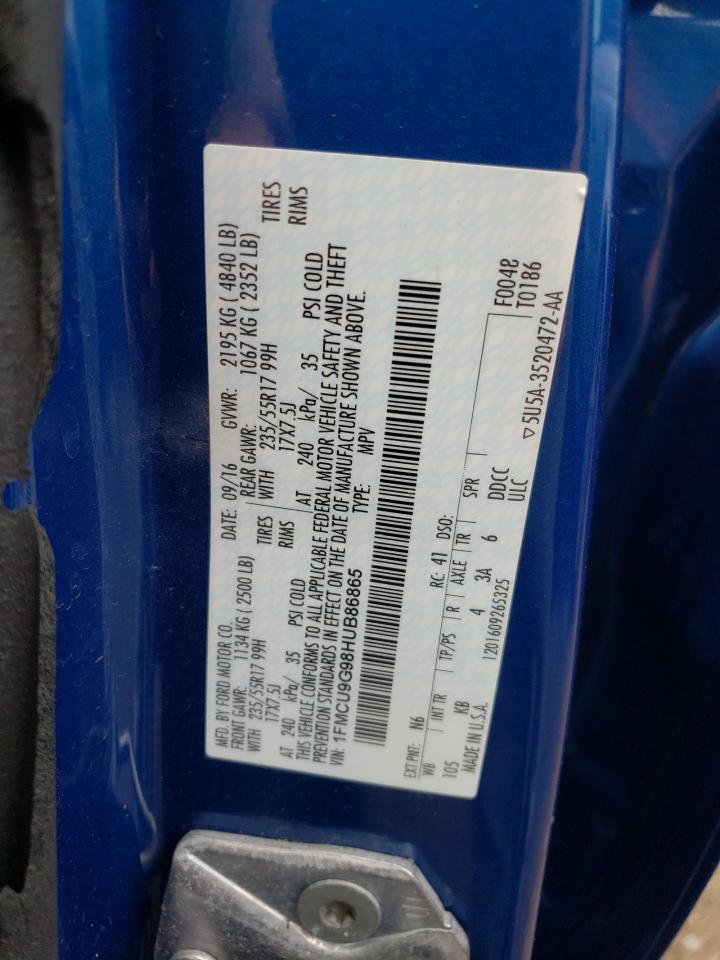 MFD. BY FORD MOTOR CO.
DATE: 09/16 GVWR: 2195 KG ( 4840 LB)
FRONT GAWR: 1134 KG ( 2500 LB) REAR GAWR: 1067 KG ( 2352 LB)
WITH 235/55R17 99H TIRES WITH 235/55R17 99H TIRES
17X7.5J RIMS 17X7.5J RIMS
AT 240 kPa/ 35 PSI COLD AT 240 kPa/ 35 PSI COLD
THIS VEHICLE CONFORMS TO ALL APPLICABLE FEDERAL MOTOR VEHICLE SAFETY AND THEFT
PREVENTION STANDARDS IN EFFECT ON THE DATE OF MANUFACTURE SHOWN ABOVE.
VIN: 1FMCU9G98HUB86865 TYPE: MPV
EXT PNT: N6 RC: 41 DSO: F0048
WB INT TR TP/PS R AXLE TR SPR T0186
105 KB 4 3A 6 DDCC
MADE IN U.S.A. 1201609265325 ULC ▽5U5A-3520472-AA